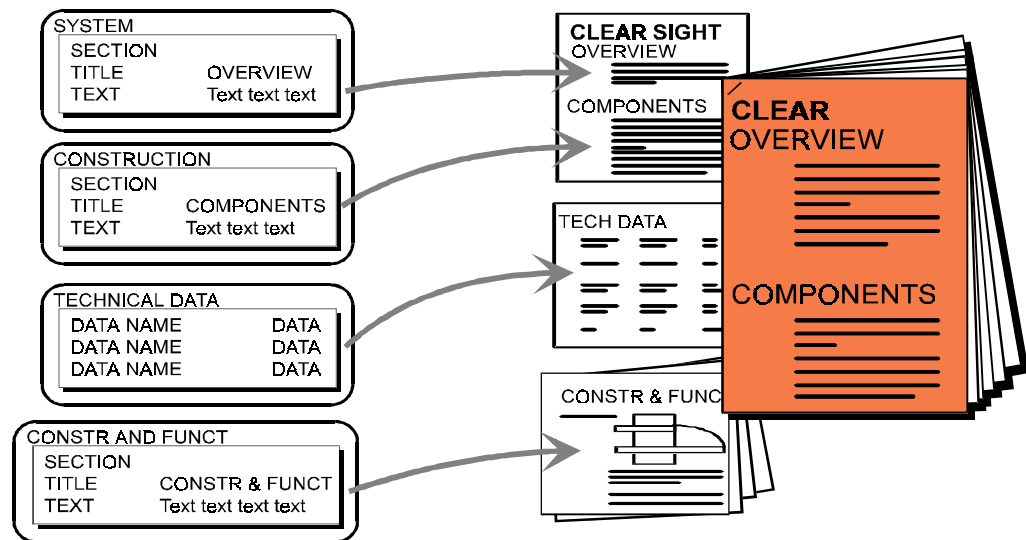 SYSTEM
SECTION
TITLE OVERVIEW
TEXT Text text text
CONSTRUCTION
SECTION
TITLE COMPONENTS
TEXT Text text text
TECHNICAL DATA
DATA NAME DATA
DATA NAME DATA
DATA NAME DATA
CONSTR AND FUNCT
SECTION
TITLE CONSTR & FUNCT
TEXT Text text text text
CLEAR SIGHT
OVERVIEW
COMPONENTS
TECH DATA
CONSTR & FUNC
CLEAR
OVERVIEW
COMPONENTS